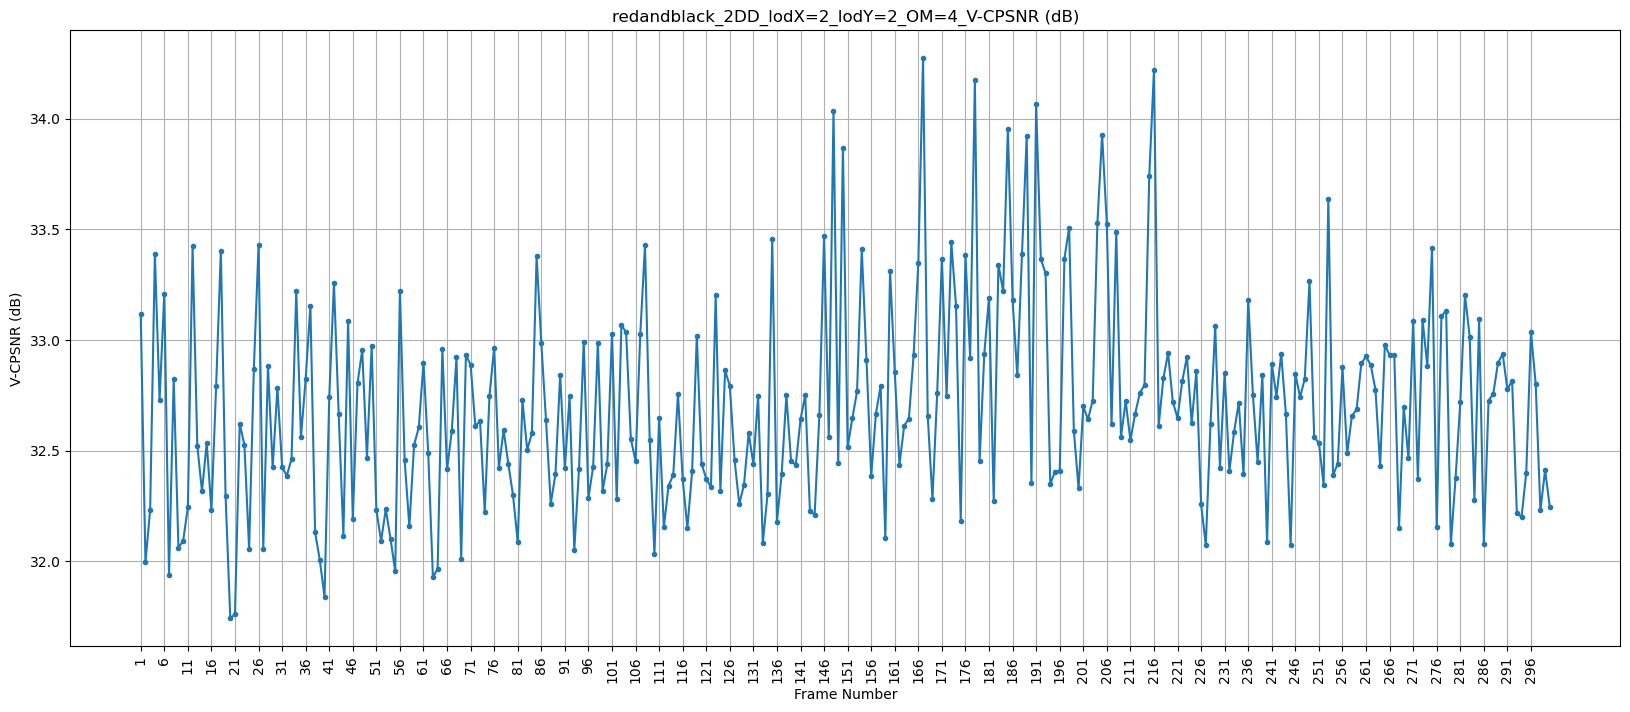 redandblack_2DD_lodX=2_lodY=2_OM=4_V-CPSNR (dB)
34.0
33.5
33.0
32.5
32.0
V-CPSNR (dB)
1 6 11 16 21 26 31 36 41 46 51 56 61 66 71 76 81 86 91 96 101 106 111 116 121 126 131 136 141 146 151 156 161 166 171 176 181 186 191 196 201 206 211 216 221 226 231 236 241 246 251 256 261 266 271 276 281 286 291 296
Frame Number